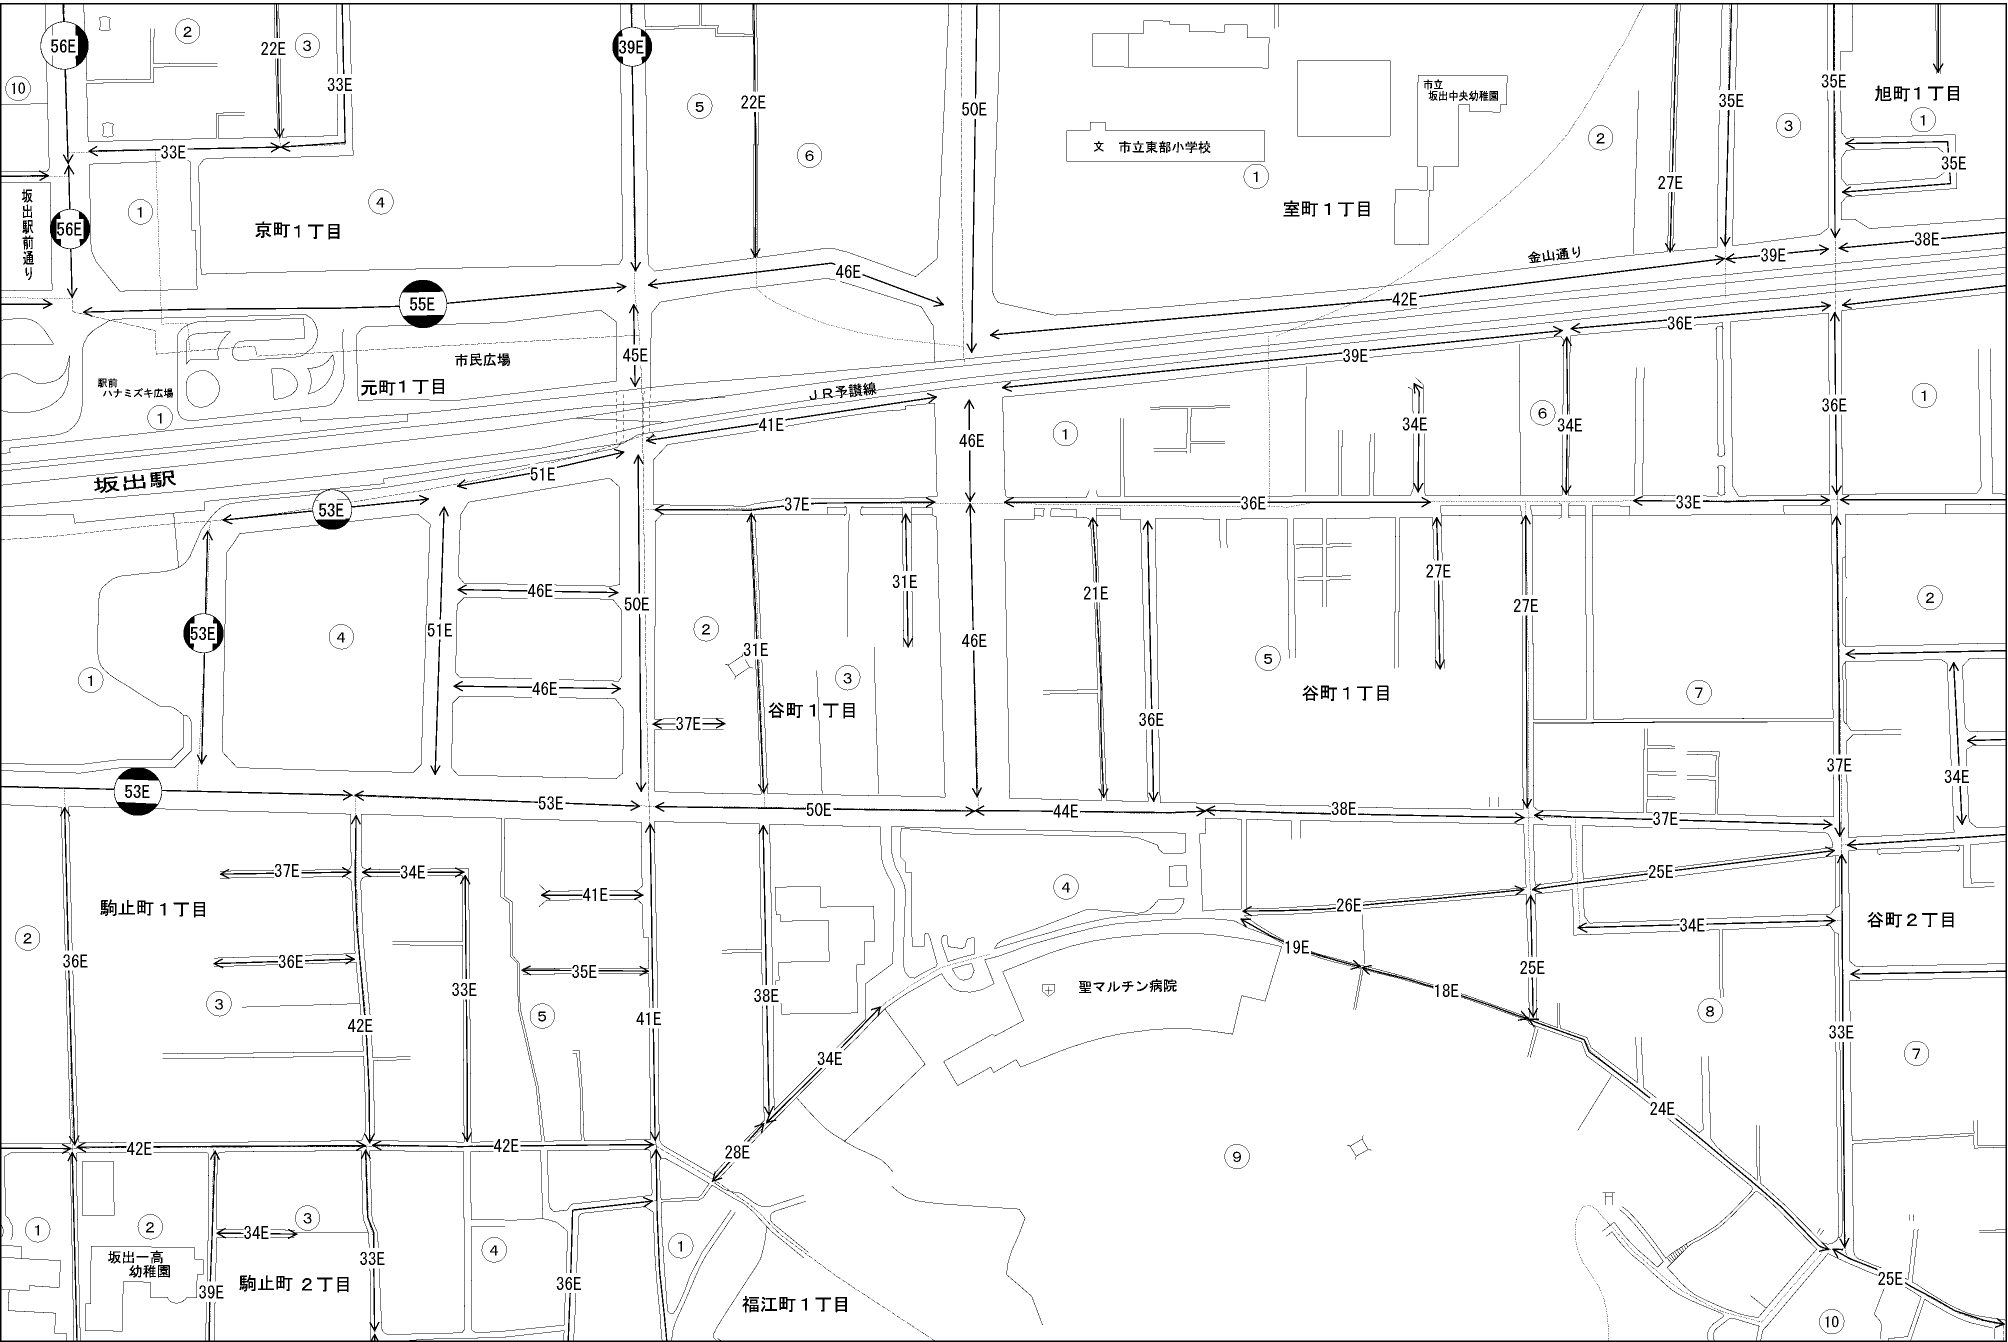 56E
②
22E
③
39E
33E
⑩
⑤
22E
50E
市立
坂出中央幼稚園
②
35E
③
35E
旭町1丁目
①
33E
⑥
文 市立東部小学校
①
27E
35E
坂出駅前通り
①
④
56E
京町1丁目
室町1丁目
46E
金山通り
39E
38E
55E
42E
45E
36E
市民広場
39E
駅前
ハナミズキ広場
元町1丁目
JR予讃線
①
41E
46E
①
34E
⑥
34E
36E
①
坂出駅
51E
53E
37E
36E
33E
46E
50E
31E
21E
27E
27E
②
53E
④
51E
②
31E
46E
⑤
①
46E
③
谷町1丁目
谷町1丁目
⑦
37E
36E
37E
34E
53E
53E
50E
44E
38E
37E
37E
34E
41E
④
25E
駒止町1丁目
26E
谷町2丁目
②
34E
36E
36E
35E
33E
38E
19E
25E
聖マルチン病院
18E
③
42E
⑤
41E
⑧
33E
34E
⑦
24E
42E
42E
28E
⑨
①
②
③
34E
④
①
坂出一高
幼稚園
33E
駒止町2丁目
39E
36E
福江町1丁目
25E
⑩